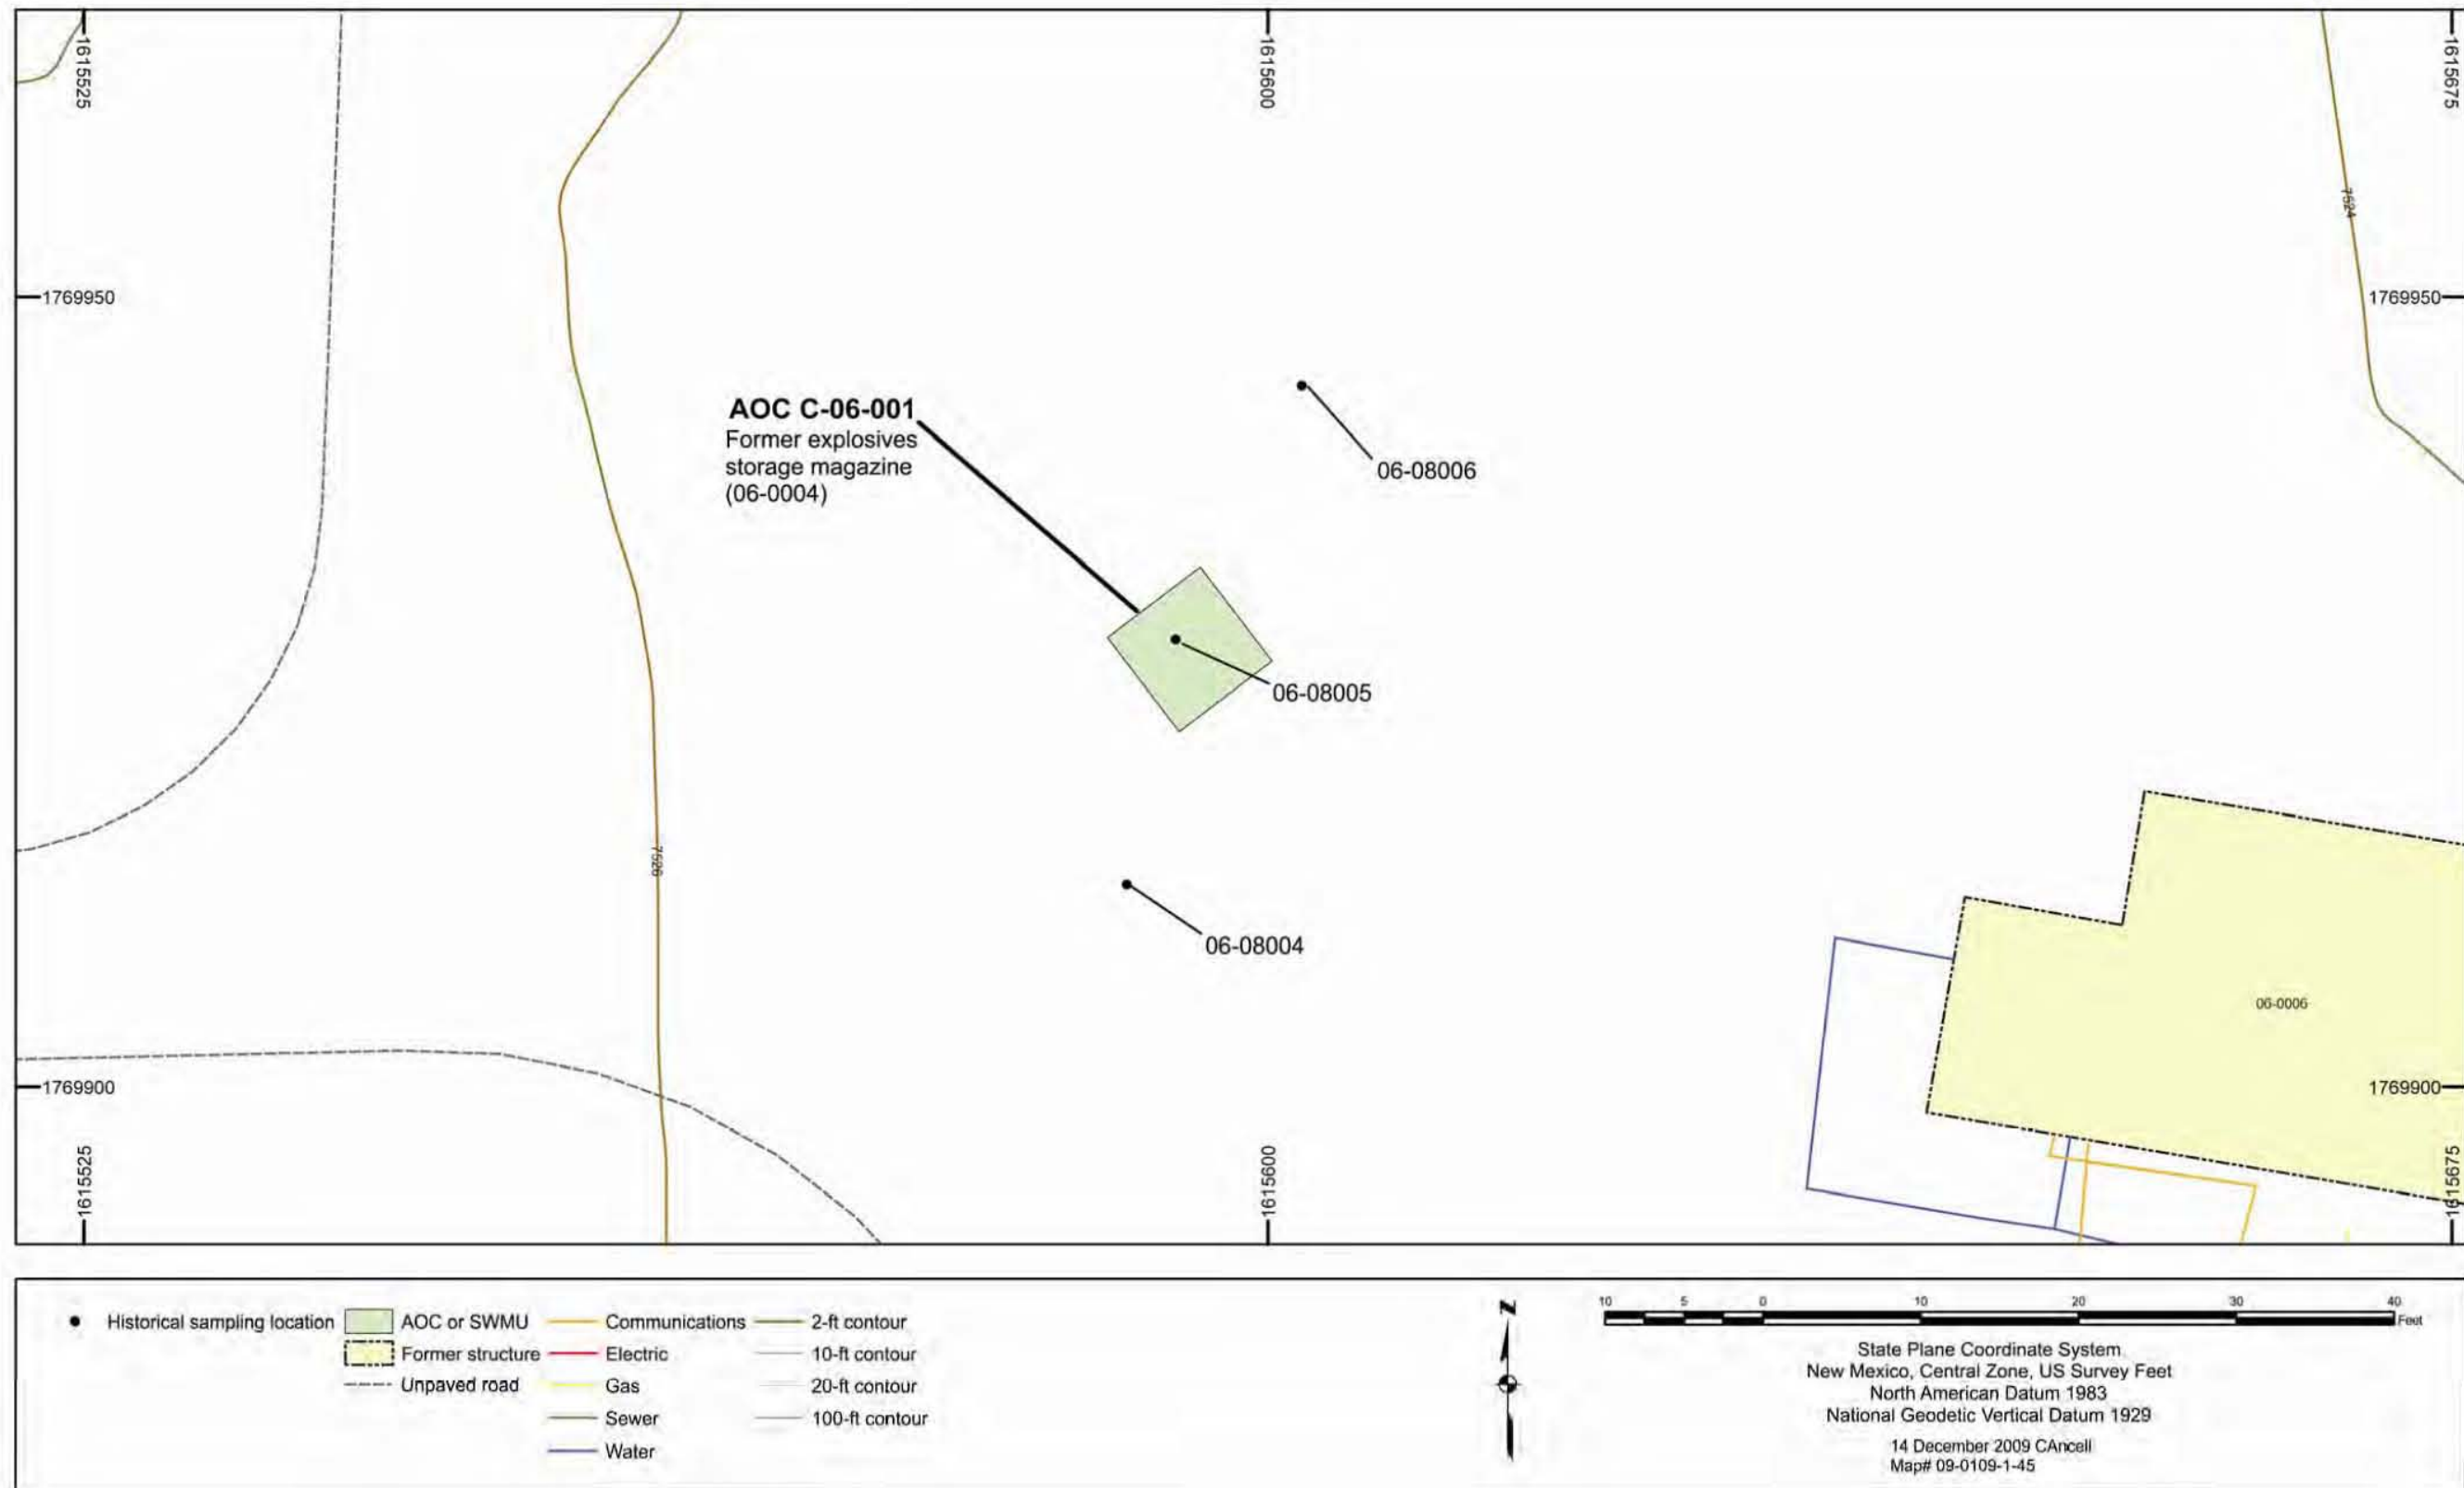 1615525
1615600
1615675
7524
1769950
1769950
AOC C-06-001
Former explosives
storage magazine
(06-0004)
06-08006
06-08005
7526
06-08004
06-0006
1769900
1769900
1615525
1615600
1615675
Historical sampling location
AOC or SWMU
Former structure
Unpaved road
Communications
Electric
Gas
Sewer
Water
2-ft contour
10-ft contour
20-ft contour
100-ft contour
N
10 5 0 10 20 30 40
Feet
State Plane Coordinate System
New Mexico, Central Zone, US Survey Feet
North American Datum 1983
National Geodetic Vertical Datum 1929
14 December 2009 CAncell
Map# 09-0109-1-45